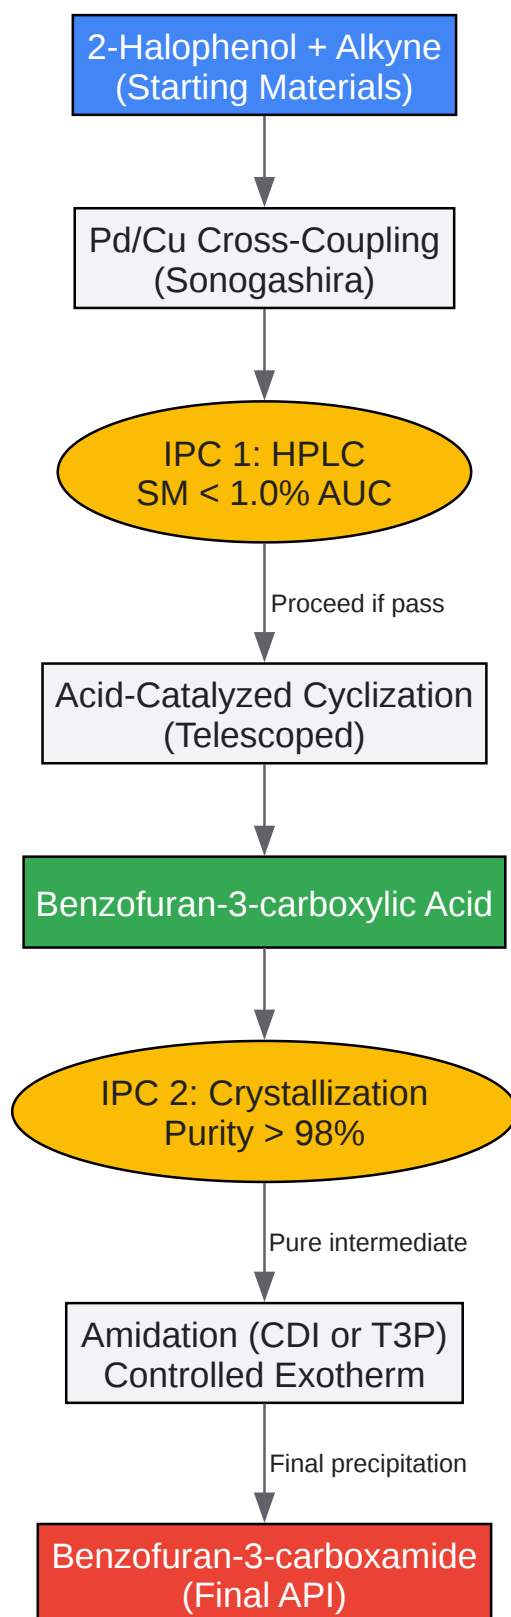 2-Halophenol + Alkyne
(Starting Materials)
Pd/Cu Cross-Coupling
(Sonogashira)
IPC 1: HPLC
SM < 1.0% AUC
Proceed if pass
Acid-Catalyzed Cyclization
(Telescoped)
Benzofuran-3-carboxylic Acid
IPC 2: Crystallization
Purity > 98%
Pure intermediate
Amidation (CDI or T3P)
Controlled Exotherm
Final precipitation
Benzofuran-3-carboxamide
(Final API)